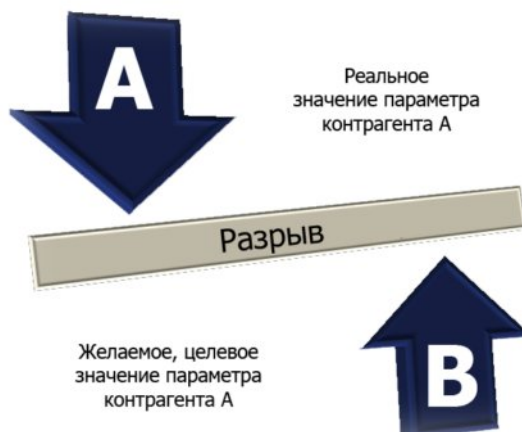 A
Реальное
значение параметра
контрагента А
Разрыв
Желаемое, целевое
значение параметра
контрагента А
B